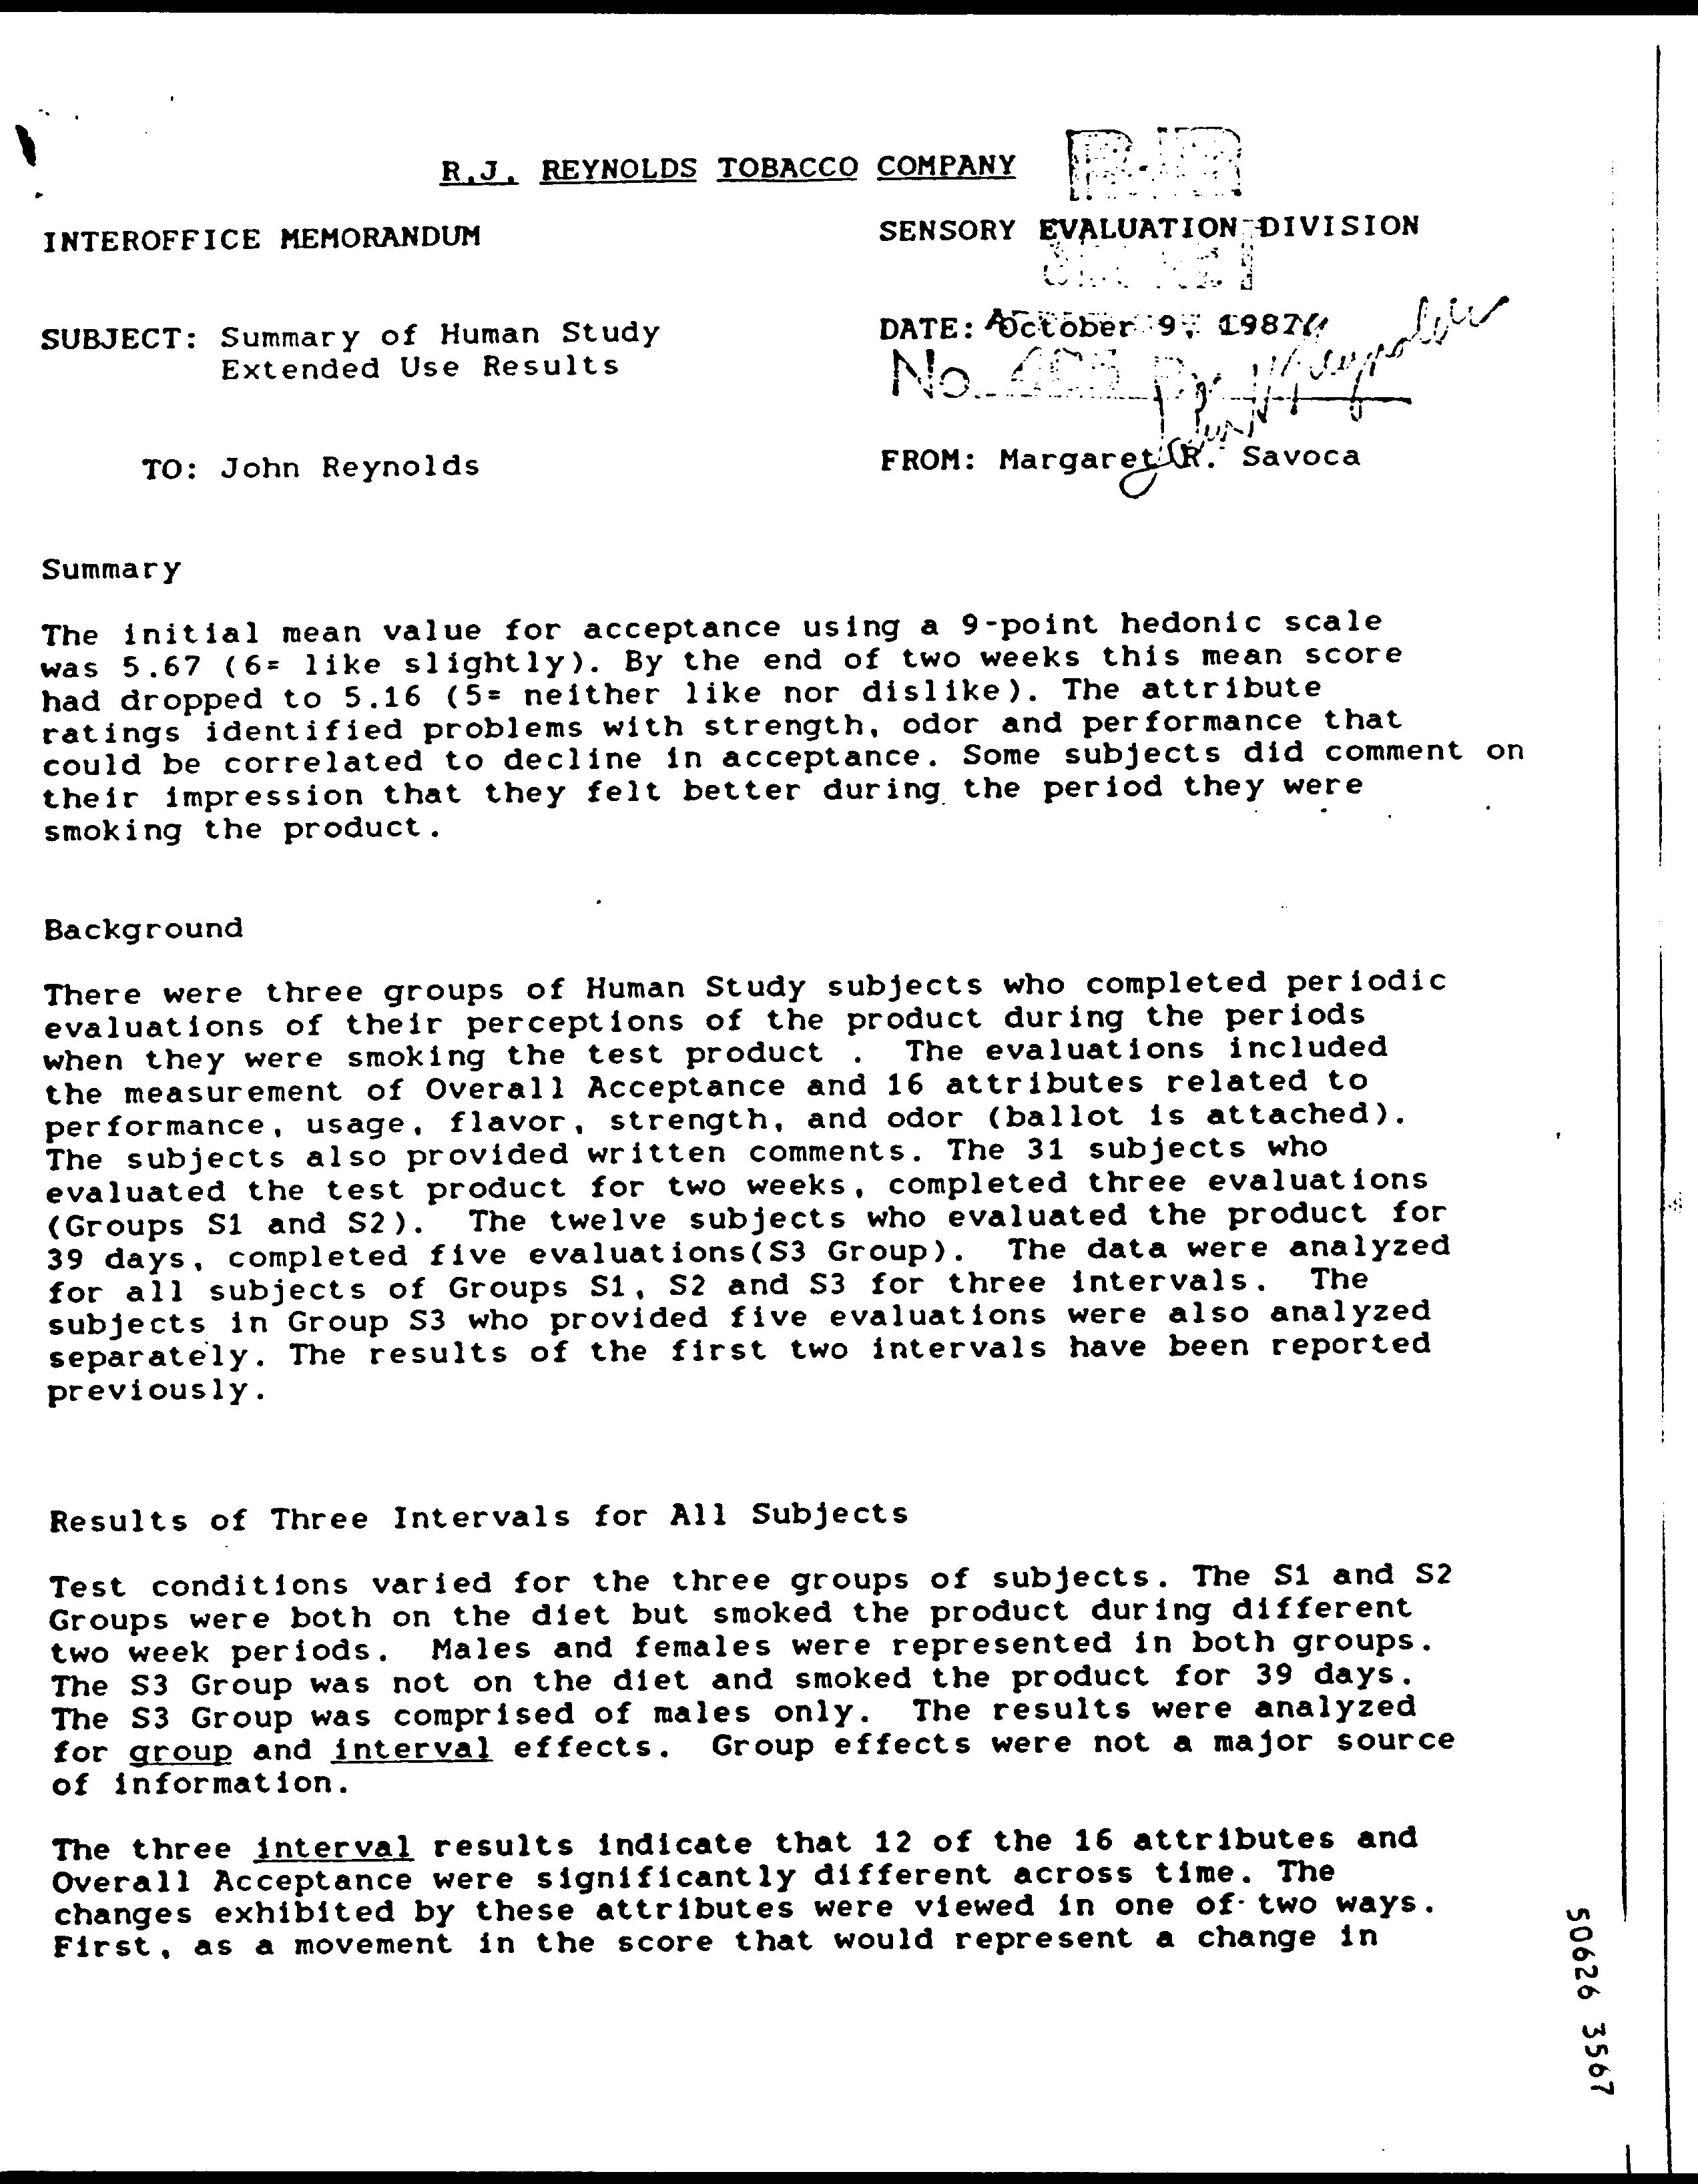 R.J. REYNOLDS TOBACCO COMPANY
RJR
INTEROFFICE MEMORANDUM
SENSORY EVALUATION DIVISION
SUBJECT: Summary of Human Study
Extended Use Results
DATE: October 9, 1987
No.
By
TO: John Reynolds
FROM: Margaret R. Savoca
Summary
The initial mean value for acceptance using a 9-point hedonic scale
was 5.67 (6= like slightly). By the end of two weeks this mean score
had dropped to 5.16 (5= neither like nor dislike). The attribute
ratings identified problems with strength, odor and performance that
could be correlated to decline in acceptance. Some subjects did comment on
their impression that they felt better during the period they were
smoking the product.
Background
There were three groups of Human Study subjects who completed periodic
evaluations of their perceptions of the product during the periods
when they were smoking the test product . The evaluations included
the measurement of Overall Acceptance and 16 attributes related to
performance, usage, flavor, strength, and odor (ballot is attached).
The subjects also provided written comments. The 31 subjects who
evaluated the test product for two weeks, completed three evaluations
(Groups S1 and S2). The twelve subjects who evaluated the product for
39 days, completed five evaluations(S3 Group). The data were analyzed
for all subjects of Groups S1, S2 and S3 for three intervals. The
subjects in Group S3 who provided five evaluations were also analyzed
separately. The results of the first two intervals have been reported
previously.
Results of Three Intervals for All Subjects
Test conditions varied for the three groups of subjects. The S1 and S2
Groups were both on the diet but smoked the product during different
two week periods. Males and females were represented in both groups.
The S3 Group was not on the diet and smoked the product for 39 days.
The S3 Group was comprised of males only. The results were analyzed
for group and interval effects. Group effects were not a major source
of information.
The three interval results indicate that 12 of the 16 attributes and
Overall Acceptance were significantly different across time. The
changes exhibited by these attributes were viewed in one of two ways.
First, as a movement in the score that would represent a change in
50626 3567